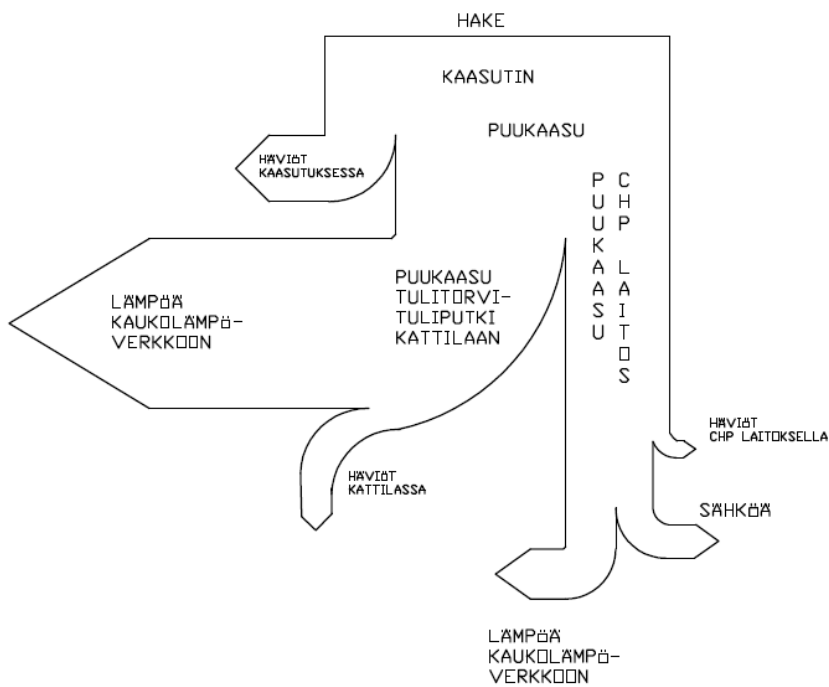 HAKE
KAASUTIN
PUUKAASU
HÄVIÖT
KAASUTUKSESSA
PUUKAASU
CHP LAITOS
LÄMPÖÄ
KAUKOLÄMPÖ-
VERKKOON
PUUKAASU
TULITORVI-
TULIPUTKI
KATTILAAN
HÄVIÖT
CHP LAITOKSELLA
HÄVIÖT
KATTILASSA
SÄHKÖÄ
LÄMPÖÄ
KAUKOLÄMPÖ-
VERKKOON